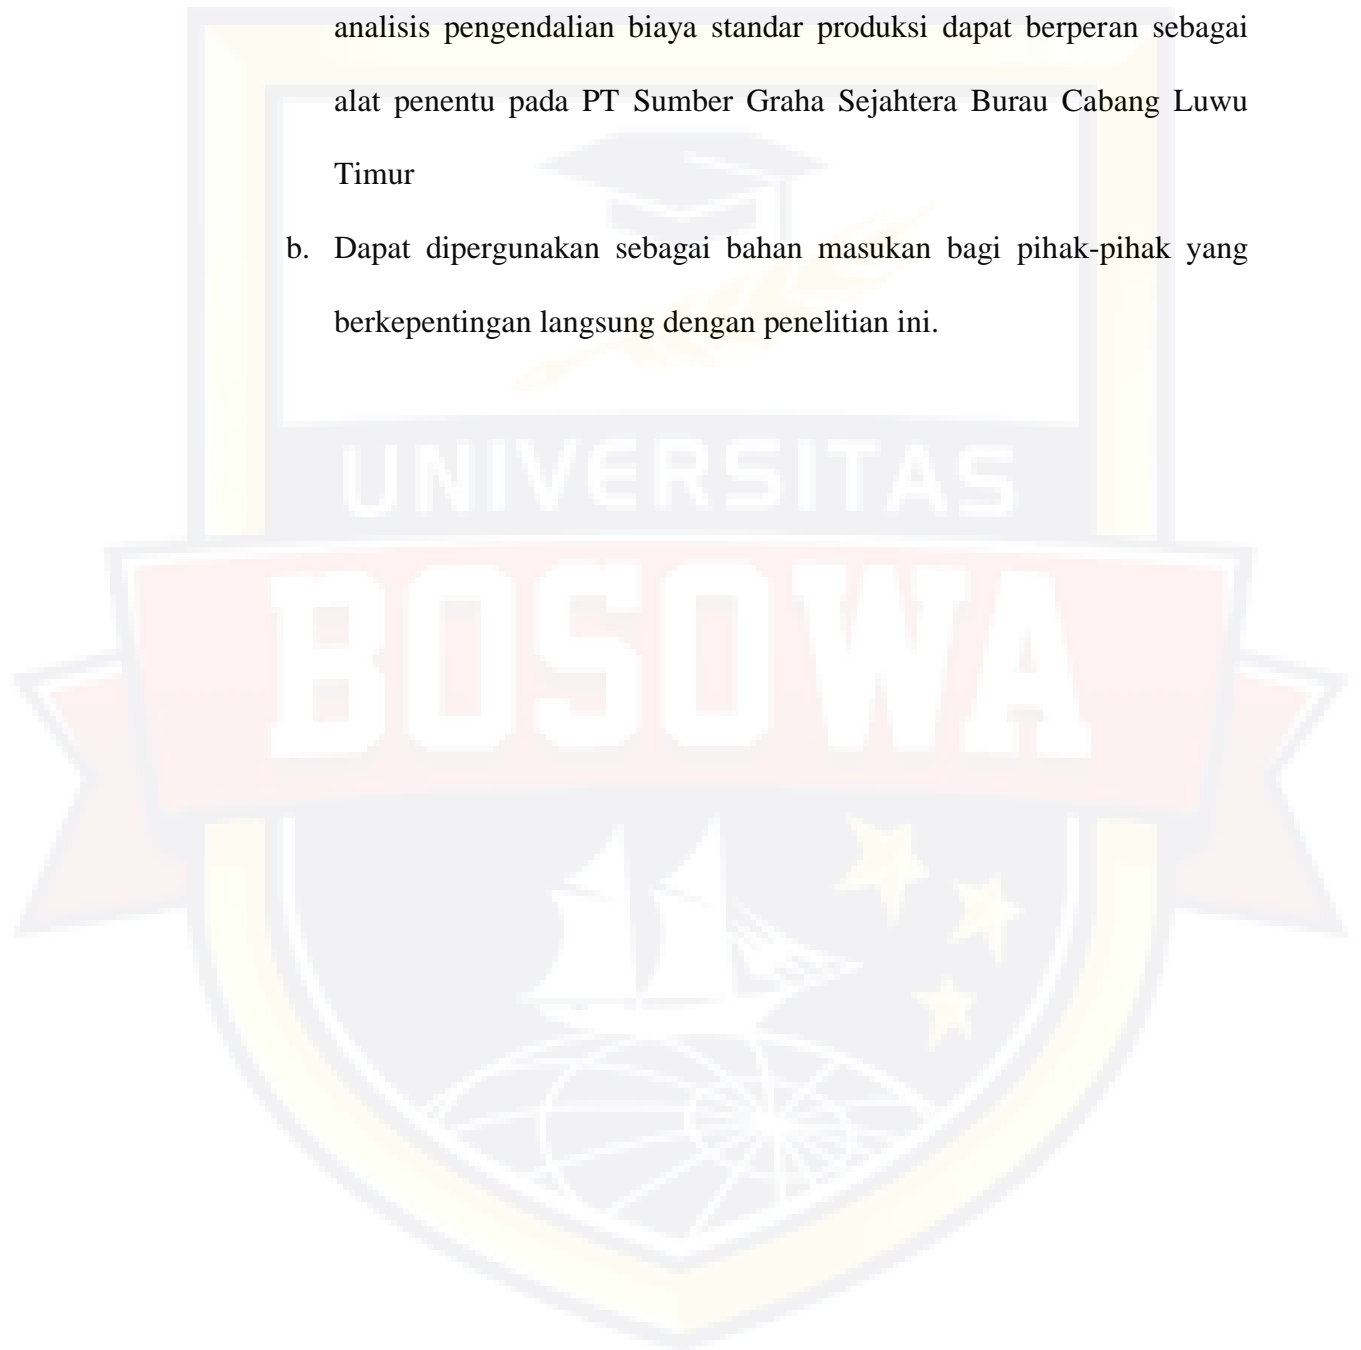 analisis pengendalian biaya standar produksi dapat berperan sebagai
alat penentu pada PT Sumber Graha Sejahtera Burau Cabang Luwu
Timur
b. Dapat dipergunakan sebagai bahan masukan bagi pihak-pihak yang
berkepentingan langsung dengan penelitian ini.
UNIVERSITAS
BOSOWA